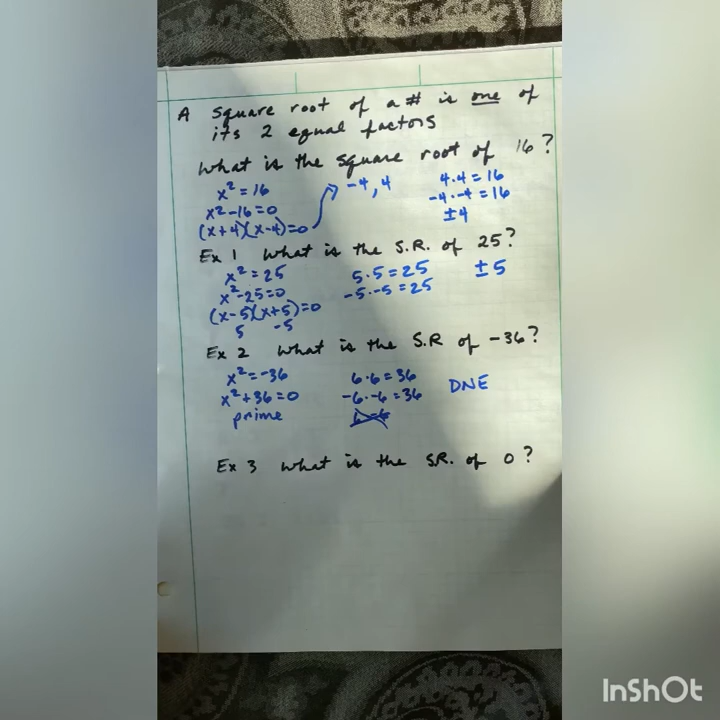 A square root of a # is one of
its 2 equal factors
What is the square root of 16?
x² = 16 -4, 4 4·4 = 16
x²-16=0 -4·-4 = 16
(x+4)(x-4)=0 ±4
Ex 1 What is the S.R. of 25?
x² = 25 5·5 = 25 ±5
x²-25=0 -5·-5 = 25
(x-5)(x+5)=0
5 -5
Ex 2 What is the S.R of -36?
x² = -36 6·6 = 36 DNE
x²+36=0 -6·-6 = 36
prime 6·-6
Ex 3 What is the S.R. of 0?
InShOt